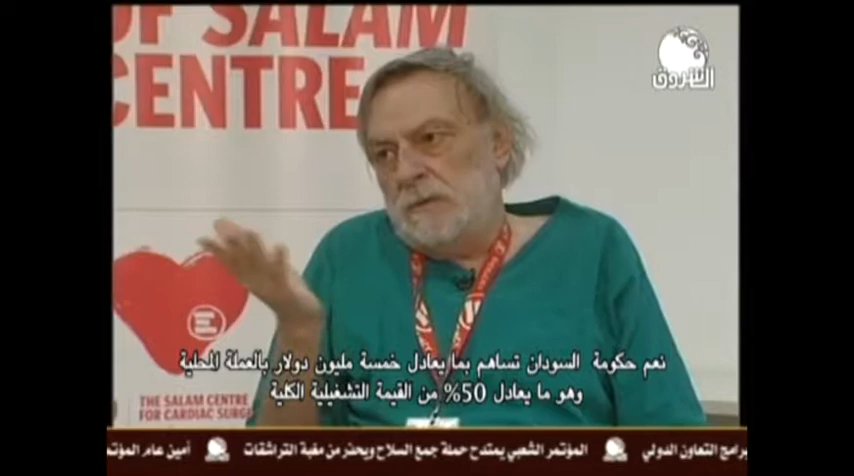 OF SALAM
CENTRE
الشروق
E
THE SALAM CENTRE
FOR CARDIAC SURG
نعم حكومة السودان تساهم بما يعادل خمسة مليون دولار بالعملة المحلية
وهو ما يعادل 50% من القيمة التشغيلية الكلية
برامج التعاون الدولي المؤتمر الشعبي يمتدح حملة جمع السلاح ويحذر من مغبة التراشقات أمين عام المؤتم